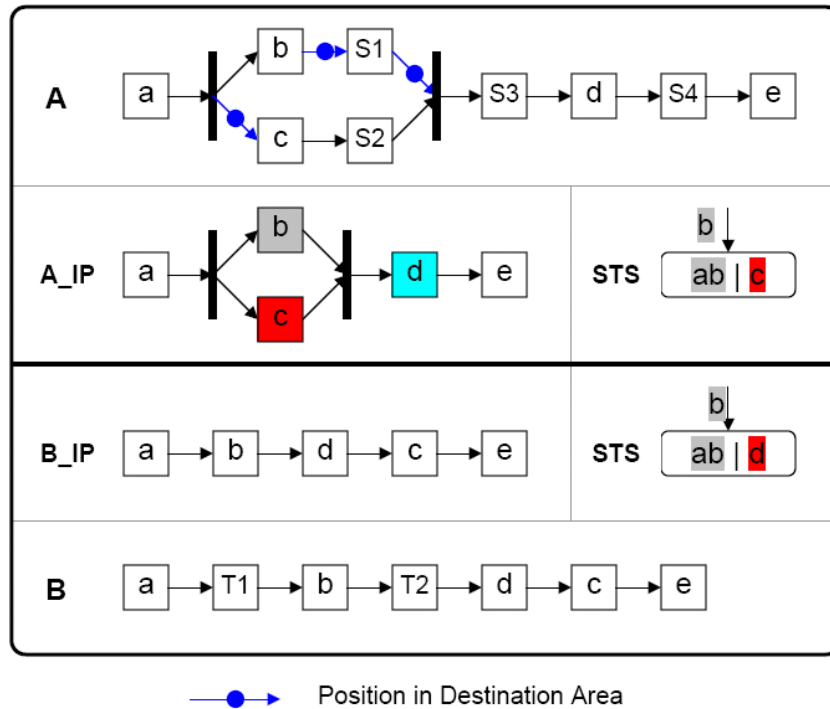 b S1
A a S3 d S4 e
c S2
b b
A_IP a d e STS ab | c
c
b
B_IP a b d c e STS ab | d
B a T1 b T2 d c e
Position in Destination Area